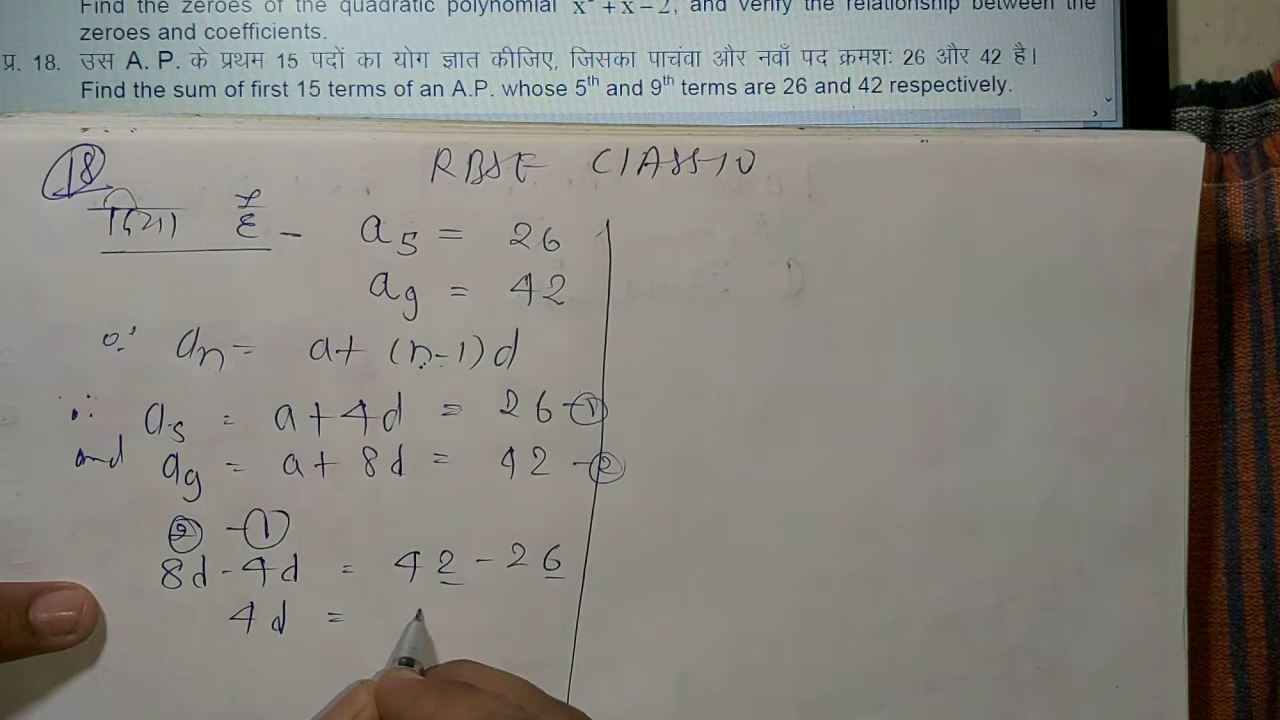 Find the zeroes of the quadratic polynomial x² + x – 2, and verify the relationship between the
zeroes and coefficients.
प्र. 18. उस A. P. के प्रथम 15 पदों का योग ज्ञात कीजिए, जिसका पाचंवा और नवाँ पद क्रमशः 26 और 42 है।
Find the sum of first 15 terms of an A.P. whose 5th and 9th terms are 26 and 42 respectively.
RBSE CLASS-10
18
दिया है - a5 = 26
a9 = 42
∵ an = a + (n-1)d
∴ a5 = a + 4d = 26 -①
and a9 = a + 8d = 42 -②
② - ①
8d - 4d = 42 - 26
4d =